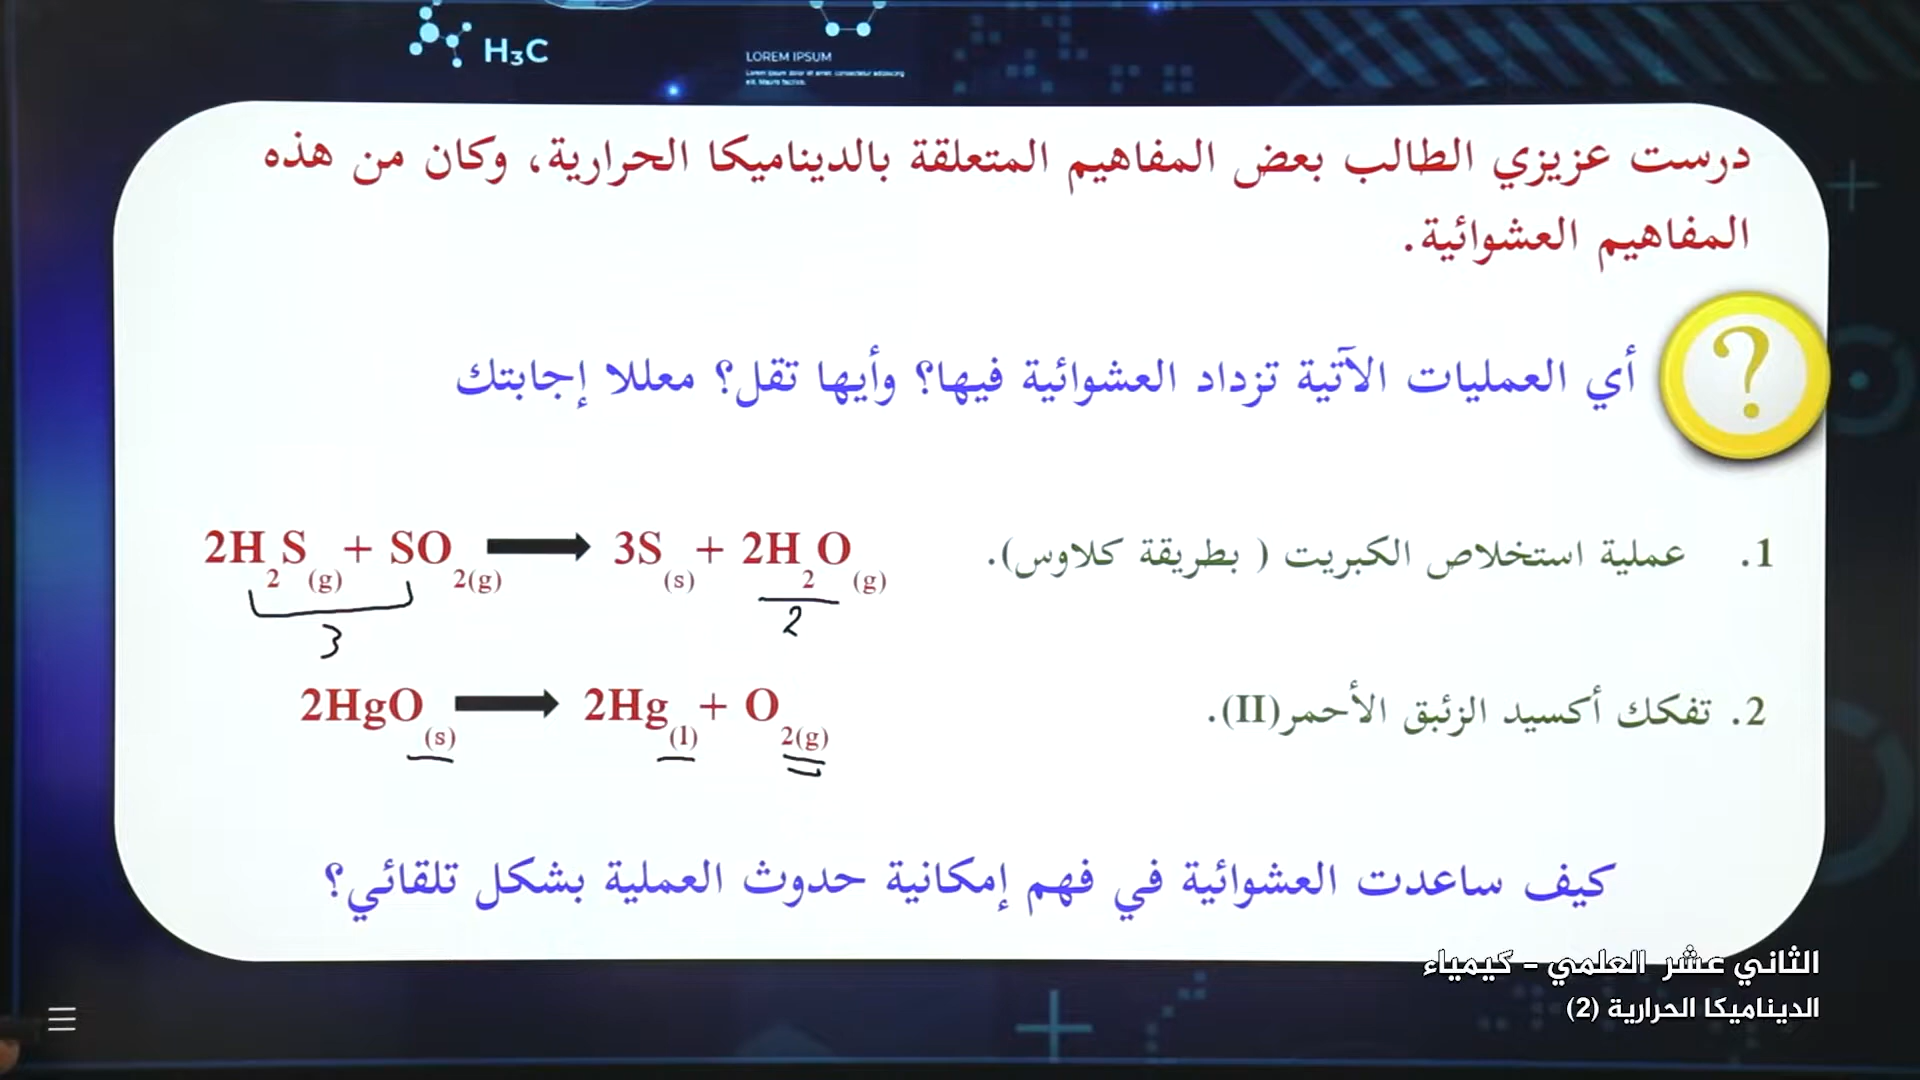 H₃C
LOREM IPSUM
درست عزيزي الطالب بعض المفاهيم المتعلقة بالديناميكا الحرارية، وكان من هذه
المفاهيم العشوائية.
?
أي العمليات الآتية تزداد العشوائية فيها؟ وأيها تقل؟ معللا إجابتك
1. عملية استخلاص الكبريت ( بطريقة كلاوس).
2H₂S(g) + SO₂(g) ➡ 3S(s) + 2H₂O(g)
3 2
2. تفكك أكسيد الزئبق الأحمر(II).
2HgO(s) ➡ 2Hg(l) + O₂(g)
كيف ساعدت العشوائية في فهم إمكانية حدوث العملية بشكل تلقائي؟
الثاني عشر العلمي - كيمياء
الديناميكا الحرارية (2)